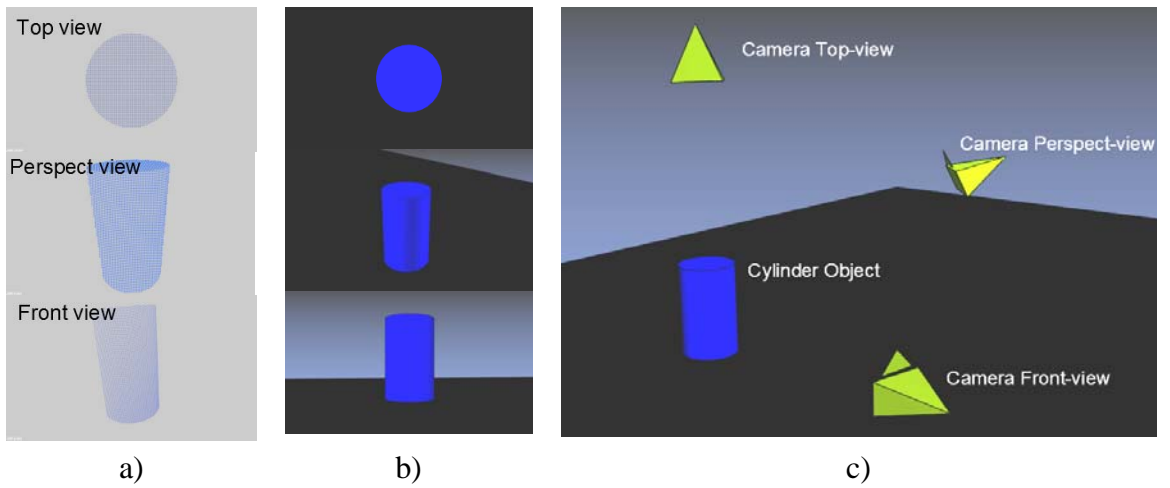 Top view
Perspect view
Front view
Camera Top-view
Camera Perspect-view
Cylinder Object
Camera Front-view
a)
b)
c)